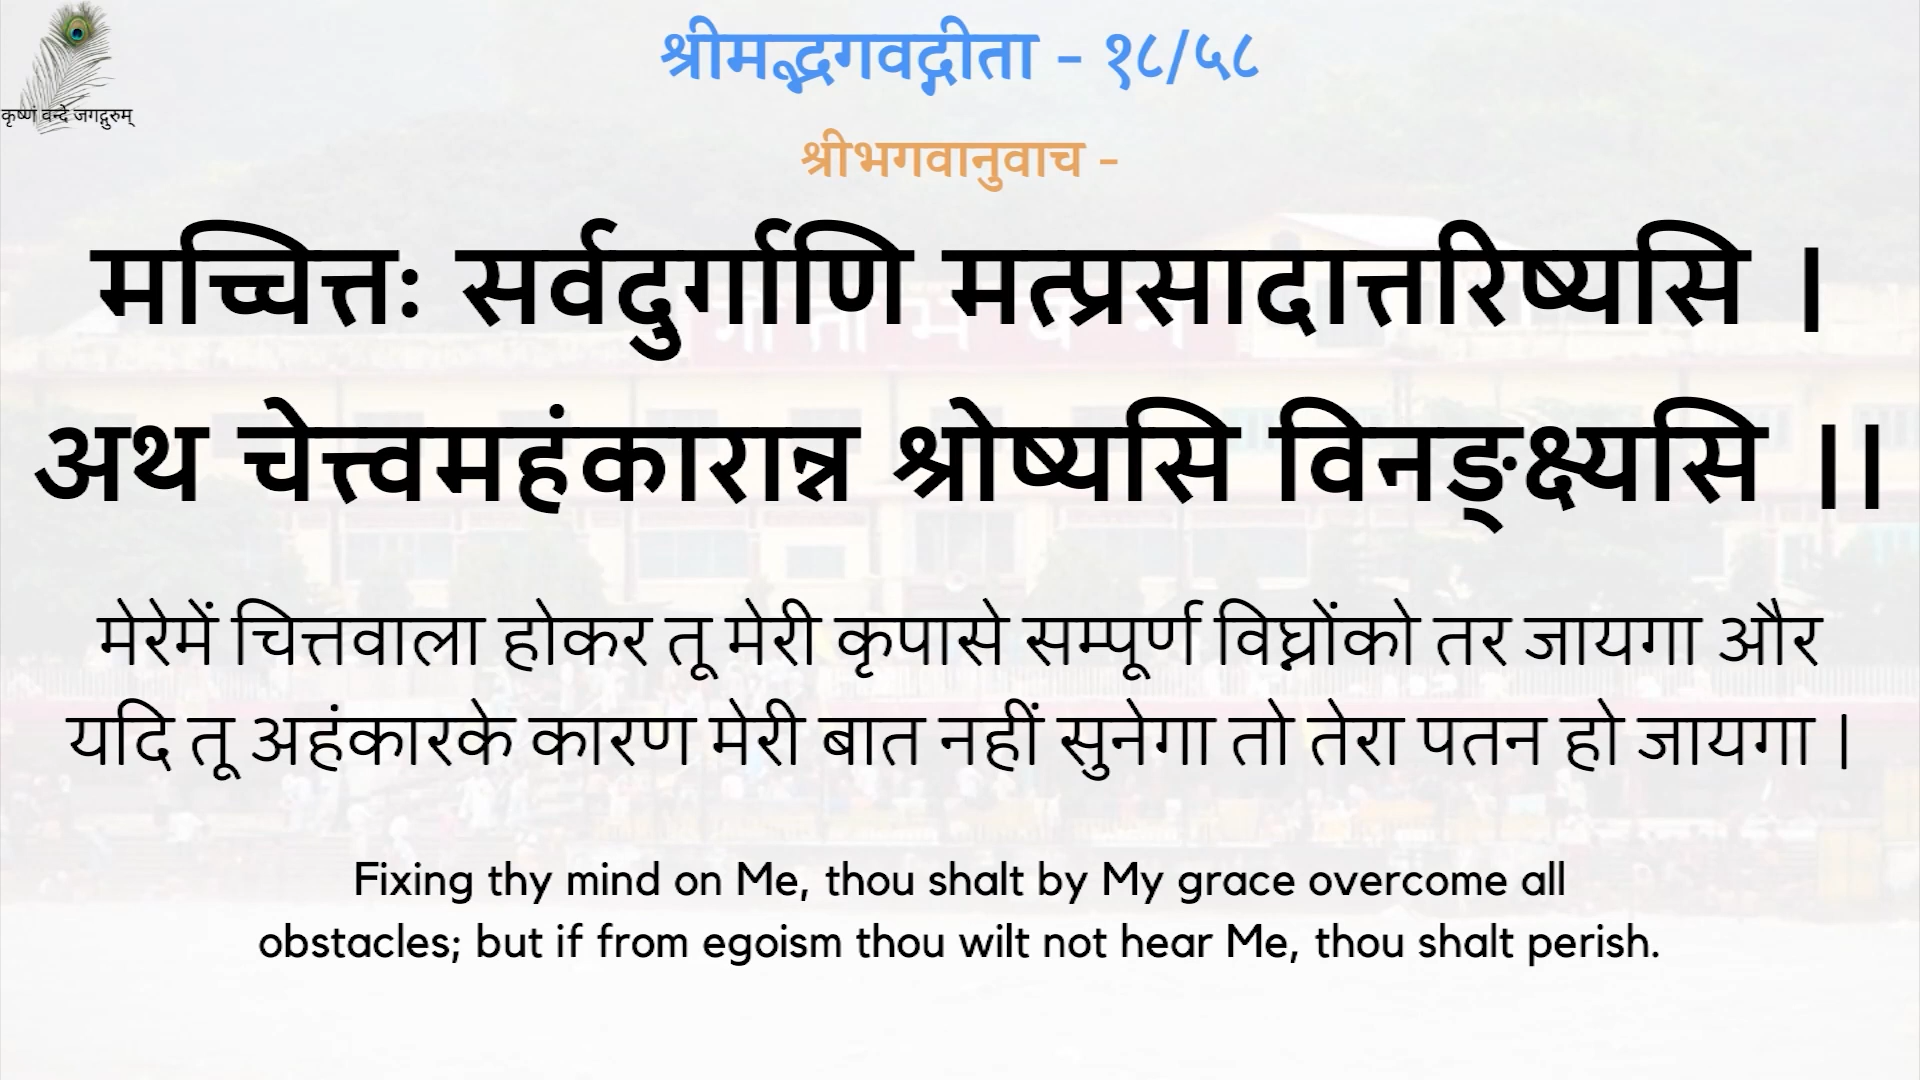 श्रीमद्भगवद्गीता - १८/५८
कृष्णं वन्दे जगद्गुरुम्
श्रीभगवानुवाच -
मच्चित्तः सर्वदुर्गाणि मत्प्रसादात्तरिष्यसि ।
अथ चेत्त्वमहंकारान्न श्रोष्यसि विनङ्क्ष्यसि ।।
मेरेमें चित्तवाला होकर तू मेरी कृपासे सम्पूर्ण विघ्नोंको तर जायगा और
यदि तू अहंकारके कारण मेरी बात नहीं सुनेगा तो तेरा पतन हो जायगा |
Fixing thy mind on Me, thou shalt by My grace overcome all
obstacles; but if from egoism thou wilt not hear Me, thou shalt perish.